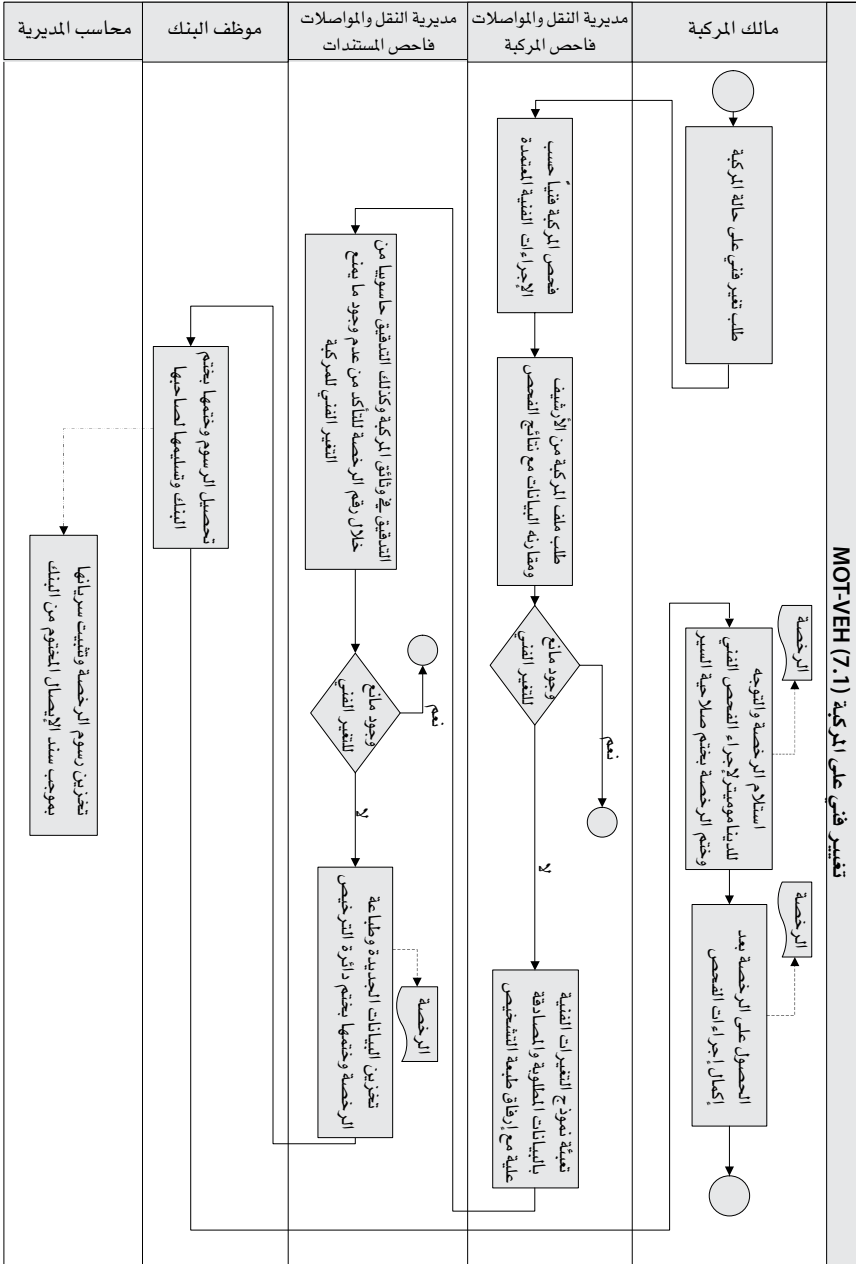 تغيير فني على المركبة MOT-VEH (7.1)
مالك المركبة
طلب تغير فني على حالة المركبة
الرخصة
استلام الرخصة والتوجه
للديناموميتر لإجراء الفحص الفني
وختم الرخصة بختم صلاحية السير
الرخصة
الحصول على الرخصة بعد
إكمال إجراءات الفحص
مديرية النقل والمواصلات
فاحص المركبة
فحص المركبة فنياً حسب
الإجراءات الفنية المعتمدة
طلب ملف المركبة من الأرشيف
ومقارنه البيانات مع نتائج الفحص
وجود مانع
للتغير الفني
نعم
لا
تعبئة نموذج التغيرات الفنية
بالبيانات المطلوبة والمصادقة
علية مع إرفاق طبعة التشخيص
مديرية النقل والمواصلات
فاحص المستندات
التدقيق في وثائق المركبة وكذلك التدقيق حاسوبيا من
خلال رقم الرخصة للتأكد من عدم وجود ما يمنع
التغير الفني للمركبة
وجود مانع
للتغير الفني
نعم
لا
تخزين البيانات الجديدة وطباعة
الرخصة وختمها بختم دائرة الترخيص
الرخصة
موظف البنك
تحصيل الرسوم وختمها بختم
البنك وتسليمها لصاحبها
محاسب المديرية
تخزين رسوم الرخصة وتثبيت سريانها
بموجب سند الإيصال المختوم من البنك